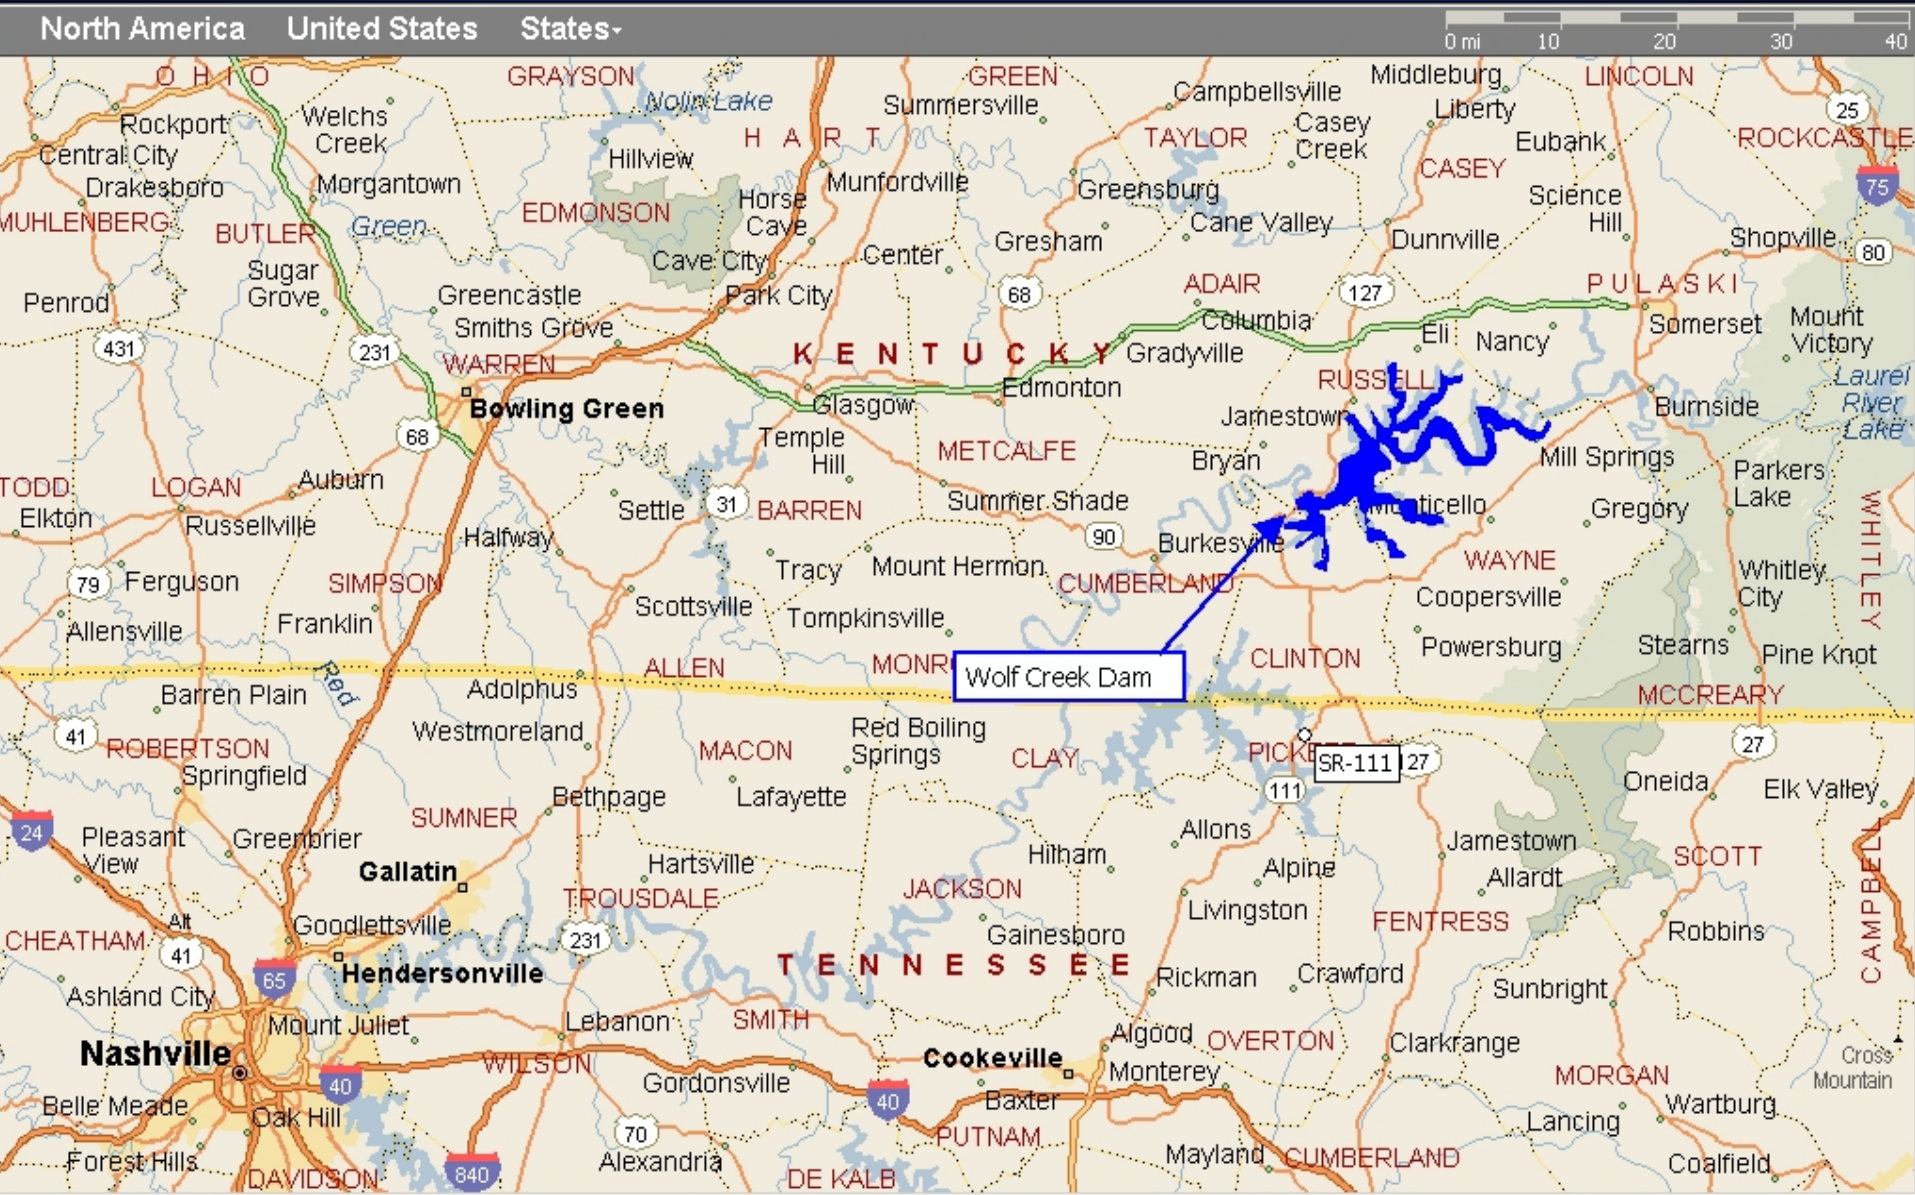 North America United States States
0 mi 10 20 30 40
OHIO
GRAYSON
GREEN
Middleburg
LINCOLN
Nolin Lake
Summersville
Campbellsville
Liberty
25
Rockport
Welchs
Creek
HART
TAYLOR
Casey
Creek
Eubank
ROCKCASTLE
Central City
Hillview
CASEY
Drakesboro
Morgantown
Horse
Cave
Munfordville
Greensburg
Science
Hill
75
MUHLENBERG
BUTLER
Green
EDMONSON
Cane Valley
Gresham
Dunnville
Shopville
80
Sugar
Grove
Cave City
Center
Penrod
Greencastle
Park City
68
ADAIR
127
PULASKI
Smiths Grove
Columbia
Eli
Nancy
Somerset
Mount
Victory
431
231
WARREN
KENTUCKY
Gradyville
RUSSELL
Laurel
River
Lake
Bowling Green
Glasgow
Edmonton
Jamestown
Burnside
68
Temple
Hill
METCALFE
Bryan
Mill Springs
Parkers
Lake
TODD
LOGAN
Auburn
Elkton
Russellville
Settle
31
BARREN
Summer Shade
Monticello
Gregory
WHITLEY
Halfway
90
Burkesville
79
Ferguson
SIMPSON
Tracy
Mount Hermon
CUMBERLAND
WAYNE
Coopersville
Whitley
City
Allensville
Franklin
Scottsville
Tompkinsville
Powersburg
Stearns
Pine Knot
Red
ALLEN
MONR
Wolf Creek Dam
CLINTON
Barren Plain
Adolphus
MCCREARY
41
ROBERTSON
Westmoreland
MACON
Red Boiling
Springs
CLAY
PICKE
SR-111
27
27
Springfield
Bethpage
Lafayette
111
Oneida
Elk Valley
24
Pleasant
View
Greenbrier
SUMNER
Allons
Jamestown
Gallatin
Hartsville
Hilham
Alpine
Allardt
SCOTT
CAMPBELL
TROUSDALE
JACKSON
Livingston
FENTRESS
Alt
41
Goodlettsville
231
Gainesboro
Robbins
CHEATHAM
65
Hendersonville
TENNESSEE
Rickman
Crawford
Sunbright
Ashland City
Mount Juliet
Lebanon
SMITH
Algood
OVERTON
Clarkrange
Nashville
WILSON
Cookeville
Monterey
Cross
Mountain
40
Gordonsville
40
Baxter
MORGAN
Belle Meade
Oak Hill
Lancing
Wartburg
70
PUTNAM
Forest Hills
DAVIDSON
840
Alexandria
DE KALB
Mayland
CUMBERLAND
Coalfield